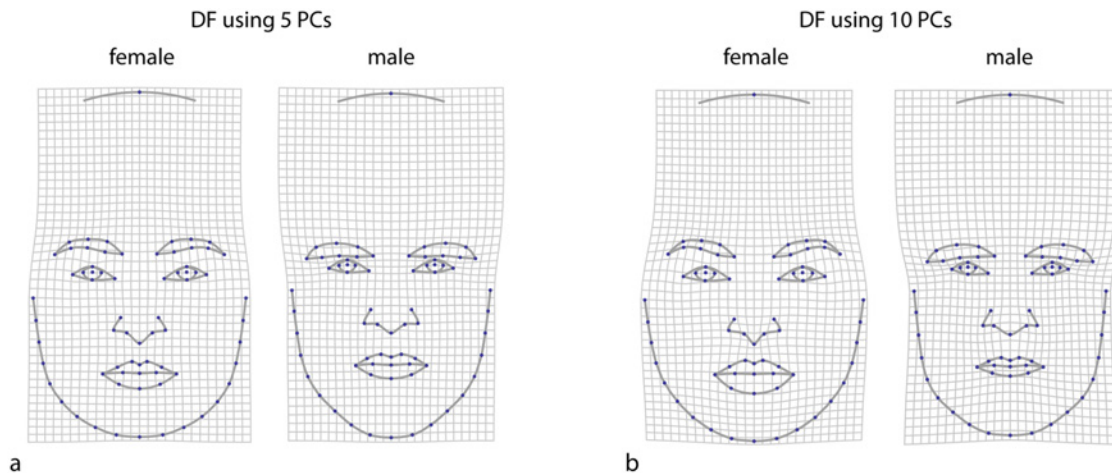 DF using 5 PCs
female male
a
DF using 10 PCs
female male
b